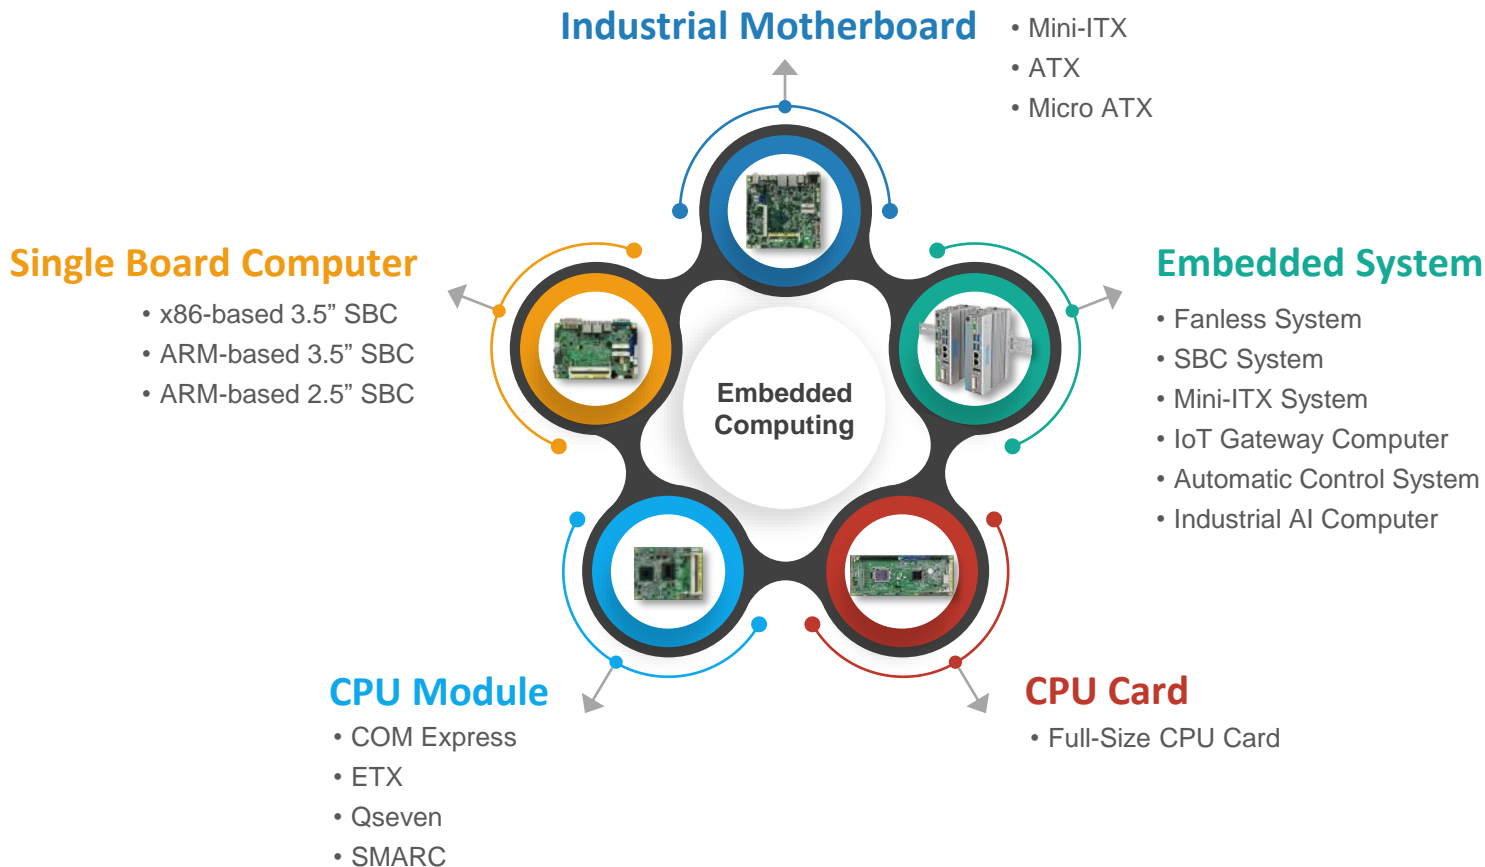 Industrial Motherboard
• Mini-ITX
• ATX
• Micro ATX
Single Board Computer
• x86-based 3.5” SBC
• ARM-based 3.5” SBC
• ARM-based 2.5” SBC
Embedded System
• Fanless System
• SBC System
• Mini-ITX System
• IoT Gateway Computer
• Automatic Control System
• Industrial AI Computer
Embedded
Computing
CPU Module
• COM Express
• ETX
• Qseven
• SMARC
CPU Card
• Full-Size CPU Card